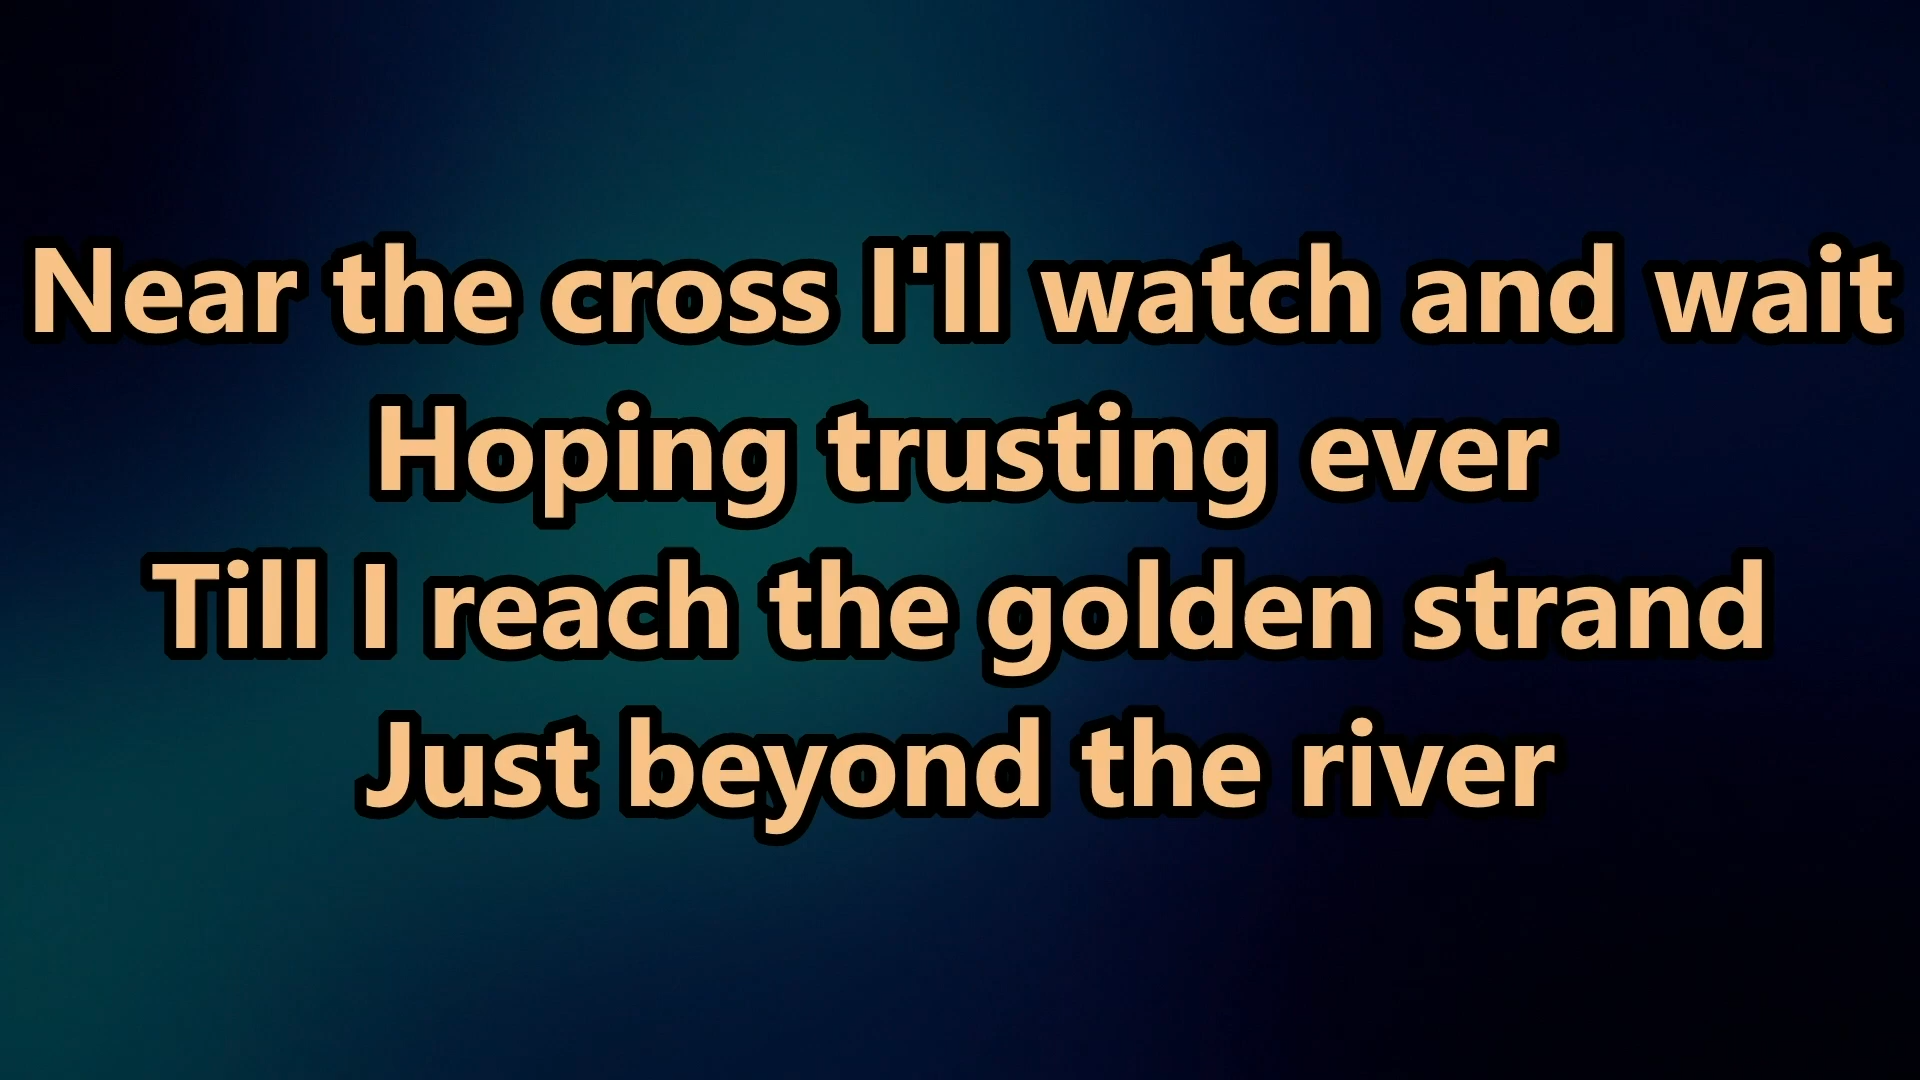 Near the cross I'll watch and wait
Hoping trusting ever
Till I reach the golden strand
Just beyond the river